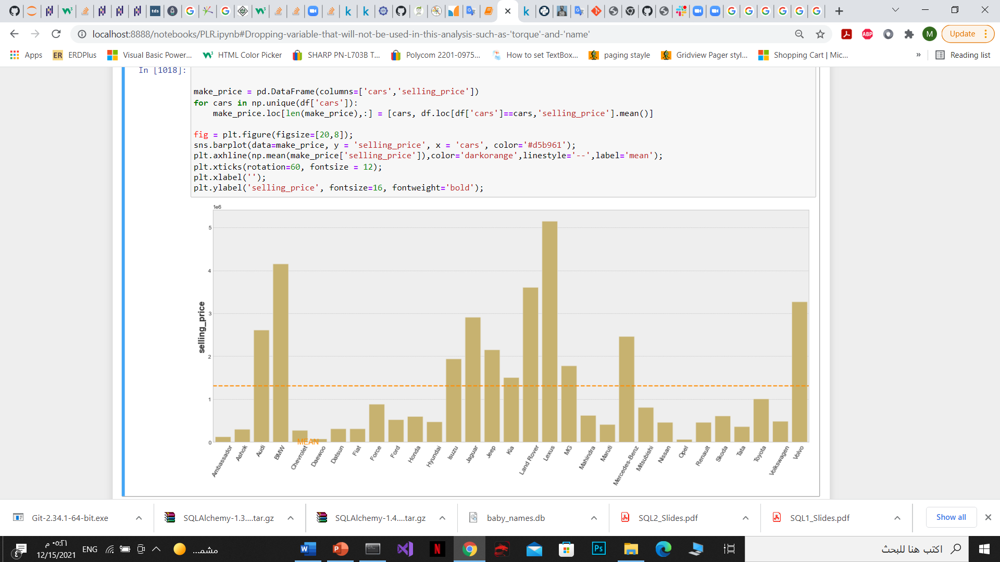 tds
localhost:8888/notebooks/PLR.ipynb#Dropping-variable-that-will-not-be-used-in-this-analysis-such-as-'torque'-and-'name'
ABP
M
Update
Apps
ER ERDPlus
Visual Basic Power...
HTML Color Picker
SHARP PN-L703B T...
Polycom 2201-0975...
How to set TextBox...
paging stayle
Gridview Pager styl...
Shopping Cart | Mic...
»
Reading list
In [1018]:
make_price = pd.DataFrame(columns=['cars','selling_price'])
for cars in np.unique(df['cars']):
    make_price.loc[len(make_price),:] = [cars, df.loc[df['cars']==cars,'selling_price'].mean()]
fig = plt.figure(figsize=[20,8]);
sns.barplot(data=make_price, y = 'selling_price', x = 'cars', color='#d5b961');
plt.axhline(np.mean(make_price['selling_price']),color='darkorange',linestyle='--',label='mean');
plt.xticks(rotation=60, fontsize = 12);
plt.xlabel('');
plt.ylabel('selling_price', fontsize=16, fontweight='bold');
1e6
5
4
3
2
1
0
selling_price
MEAN
Ambassador
Ashok
Audi
BMW
Chevrolet
Daewoo
Datsun
Fiat
Force
Ford
Honda
Hyundai
Isuzu
Jaguar
Jeep
Kia
Land Rover
Lexus
MG
Mahindra
Maruti
Mercedes-Benz
Mitsubishi
Nissan
Opel
Renault
Skoda
Tata
Toyota
Volkswagen
Volvo
Git-2.34.1-64-bit.exe
SQLAlchemy-1.3....tar.gz
SQLAlchemy-1.4....tar.gz
baby_names.db
SQL2_Slides.pdf
SQL1_Slides.pdf
Show all
٤
٠٥:٢١ م
12/15/2021
ENG
مشمـ...
اكتب هنا للبحث